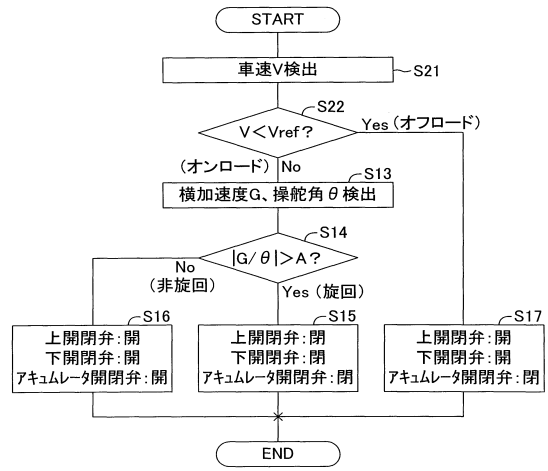 START
車速V検出
S21
S22
V<Vref?
Yes(オフロード)
(オンロード)
No
S13
横加速度G、操舵角θ検出
S14
|G/θ|>A?
No
(非旋回)
Yes(旋回)
S16
上開閉弁:開
下開閉弁:開
アキュムレータ開閉弁:開
S15
上開閉弁:閉
下開閉弁:閉
アキュムレータ開閉弁:閉
S17
上開閉弁:開
下開閉弁:開
アキュムレータ開閉弁:閉
END